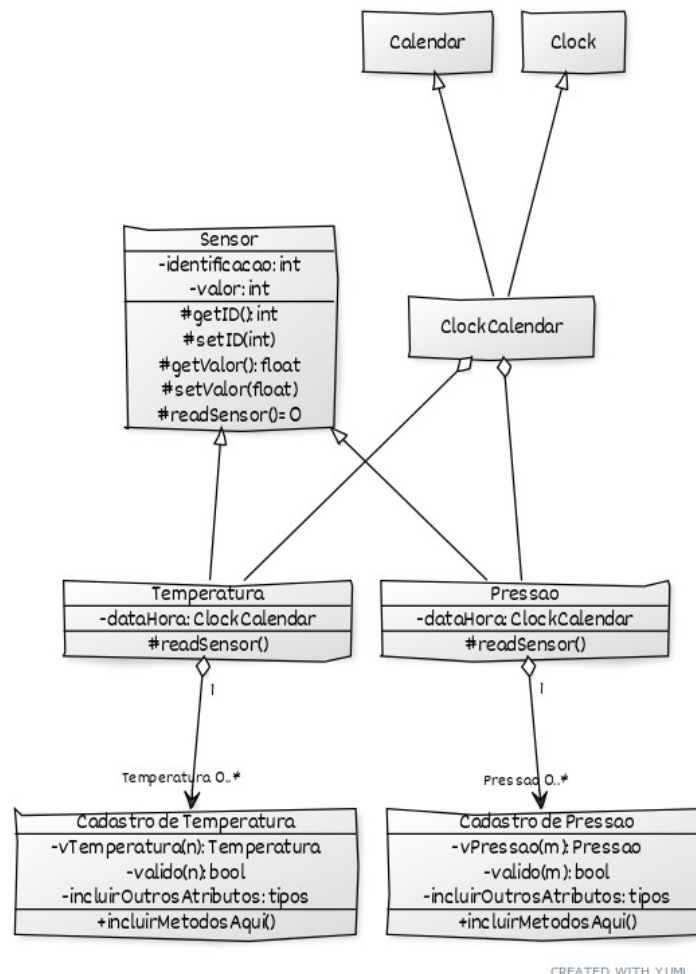 Calendar
Clock
Sensor
-identificacao: int
-valor: int
#getID(): int
#setID(int)
#getValor(): float
#setValor(float)
#readSensor()= 0
ClockCalendar
Temperatura
-dataHora: ClockCalendar
#readSensor()
Pressao
-dataHora: ClockCalendar
#readSensor()
1
1
Temperatura 0..*
Pressao 0..*
Cadastro de Temperatura
-vTemperatura(n): Temperatura
-valido(n): bool
-incluirOutrosAtributos: tipos
+incluirMetodosAqui()
Cadastro de Pressao
-vPressao(m): Pressao
-valido(m): bool
-incluirOutrosAtributos: tipos
+incluirMetodosAqui()
CREATED WITH YUML